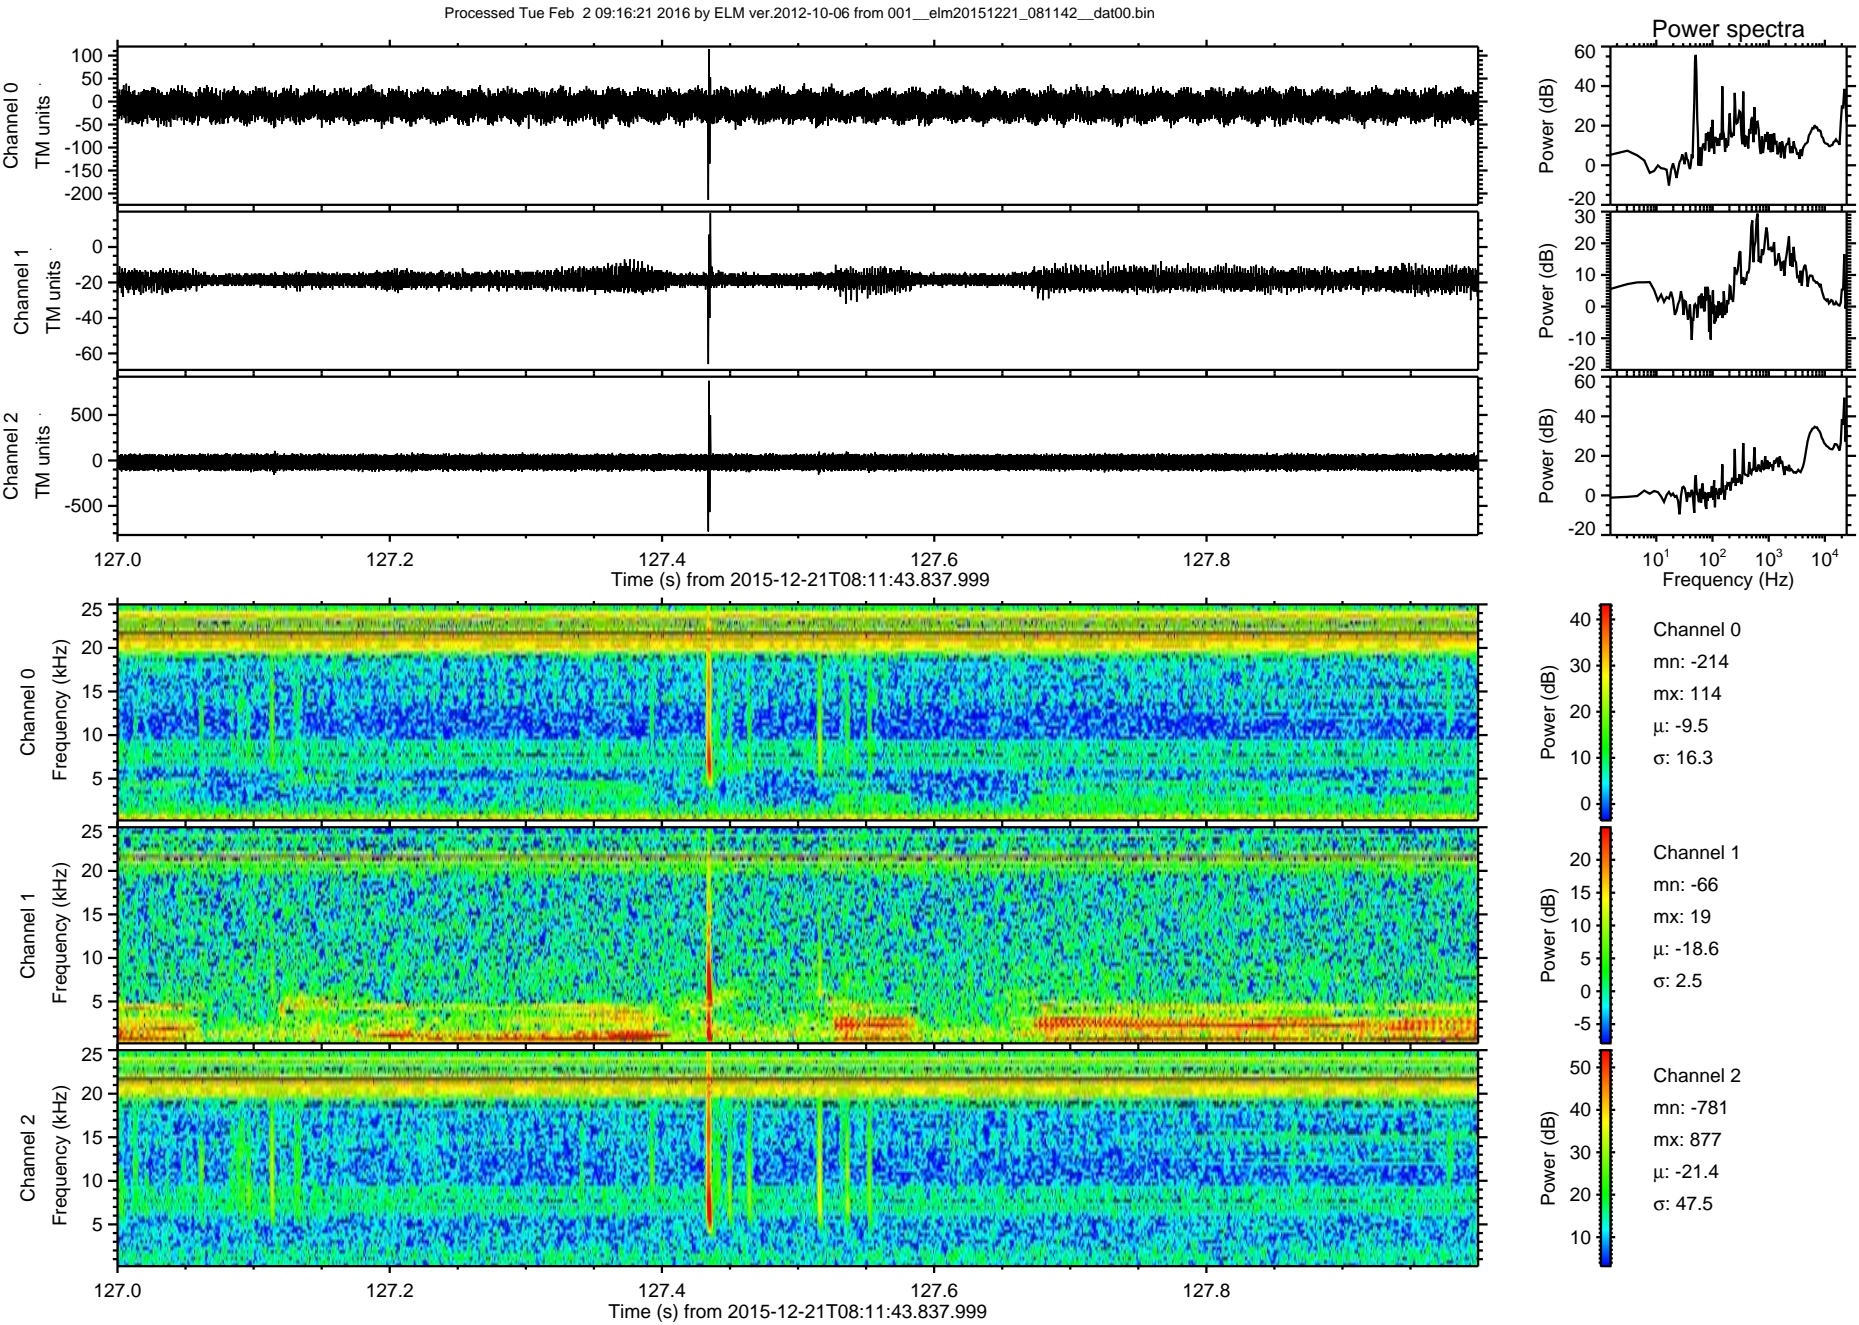 Processed Tue Feb  2 09:16:21 2016 by ELM ver.2012-10-06 from 001__elm20151221_081142__dat00.bin
Power spectra
Channel 0
TM units
100
50
0
-50
-100
-150
-200
Power (dB)
60
40
20
0
-20
Channel 1
TM units
0
-20
-40
-60
Power (dB)
30
20
10
0
-10
-20
Channel 2
TM units
500
0
-500
Power (dB)
60
40
20
0
-20
127.0 127.2 127.4 127.6 127.8
Time (s) from 2015-12-21T08:11:43.837.999
10^1 10^2 10^3 10^4
Frequency (Hz)
Channel 0
Frequency (kHz)
25
20
15
10
5
Power (dB)
40
30
20
10
0
Channel 0
mn: -214
mx: 114
μ: -9.5
σ: 16.3
Channel 1
Frequency (kHz)
25
20
15
10
5
Power (dB)
20
15
10
5
0
-5
Channel 1
mn: -66
mx: 19
μ: -18.6
σ: 2.5
Channel 2
Frequency (kHz)
25
20
15
10
5
Power (dB)
50
40
30
20
10
Channel 2
mn: -781
mx: 877
μ: -21.4
σ: 47.5
127.0 127.2 127.4 127.6 127.8
Time (s) from 2015-12-21T08:11:43.837.999